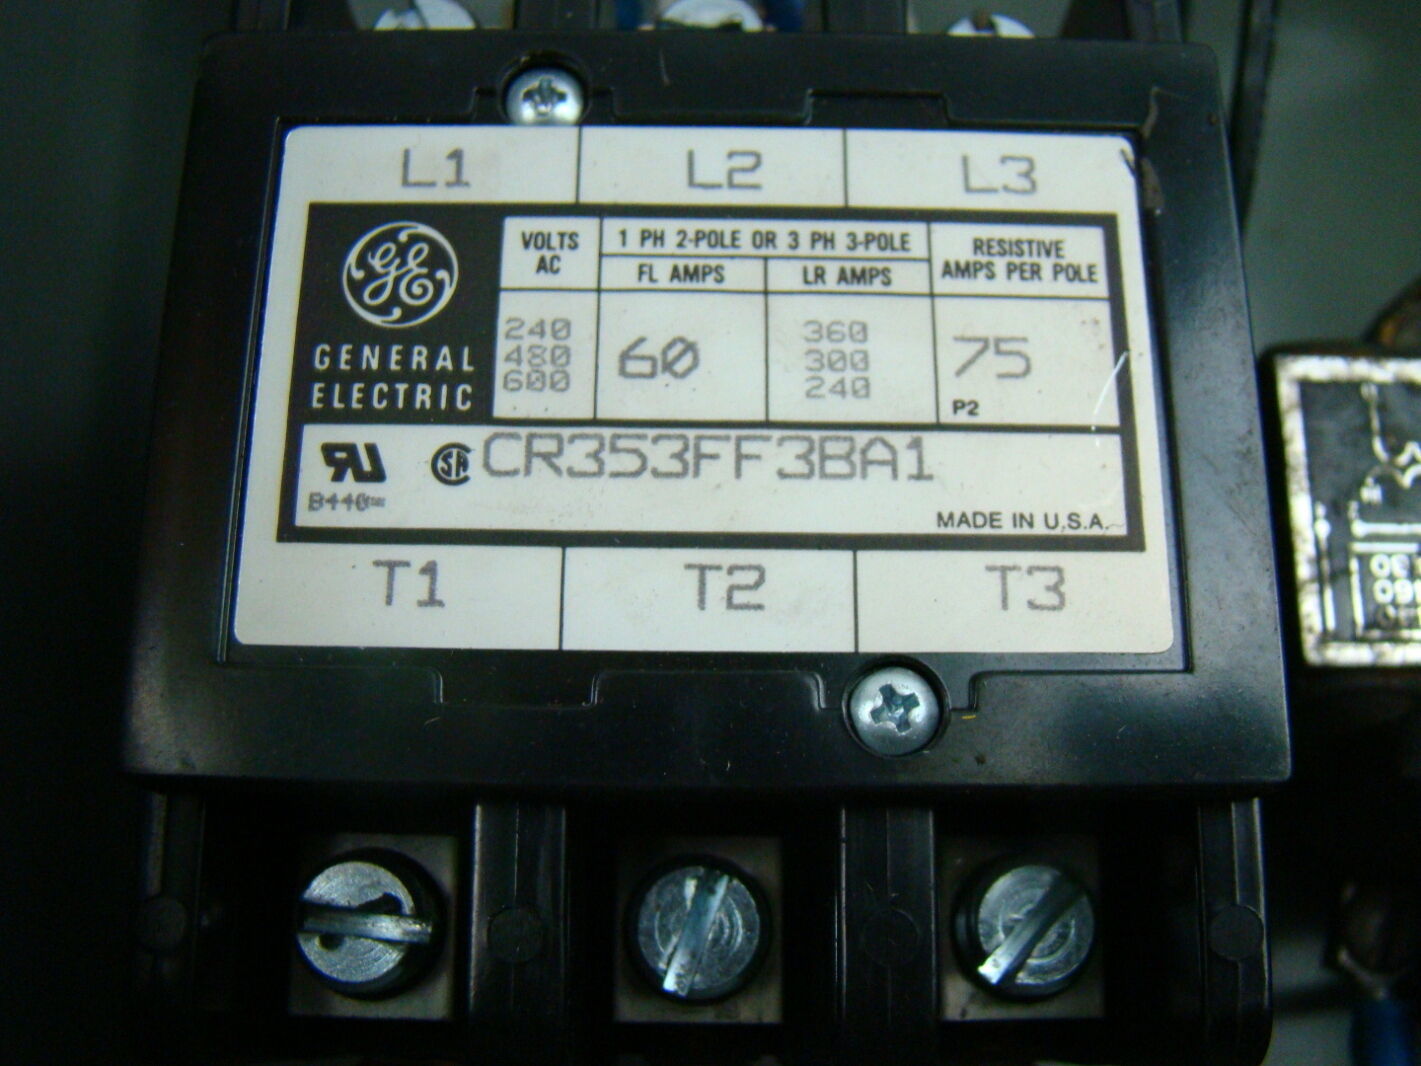 L1 L2 L3
GE
GENERAL
ELECTRIC
VOLTS
AC
1 PH 2-POLE OR 3 PH 3-POLE
FL AMPS
LR AMPS
RESISTIVE
AMPS PER POLE
240
480
600
60
360
300
240
75
P2
CR353FF3BA1
B440
MADE IN U.S.A.
T1 T2 T3
30